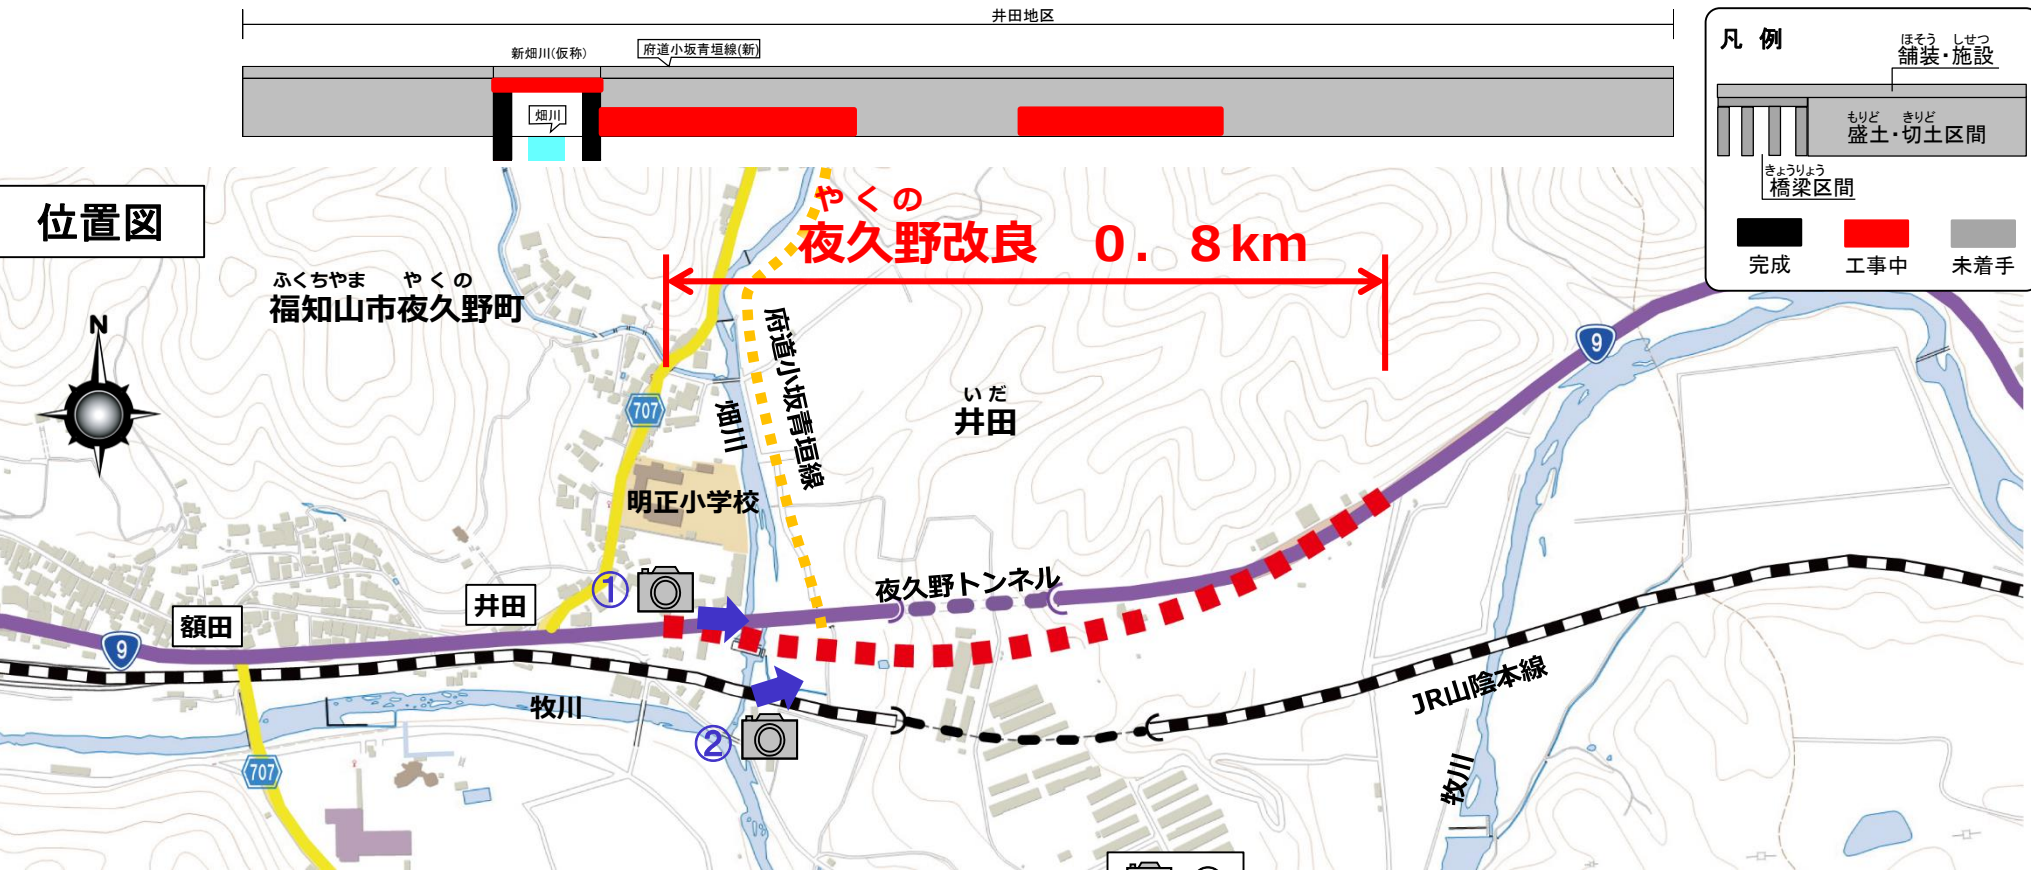 井田地区
新畑川(仮称)
府道小坂青垣線(新)
畑川
凡 例
ほそう しせつ
舗装・施設
もりど きりど
盛土・切土区間
きょうりょう
橋梁区間
完成
工事中
未着手
位置図
やくの
夜久野改良 0.8km
ふくちやま やくの
福知山市夜久野町
N
府道小坂青垣線
9
いだ
井田
707
畑川
明正小学校
夜久野トンネル
①
井田
額田
9
牧川
JR山陰本線
②
707
牧川